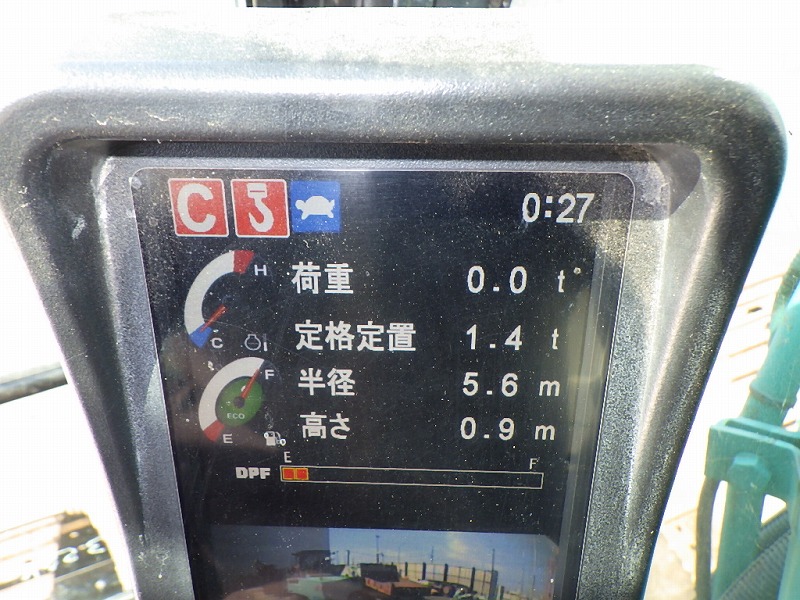 C 0:27
H
荷重 0.0 t
C
定格定置 1.4 t
F
半径 5.6 m
ECO
高さ 0.9 m
E
E F
DPF